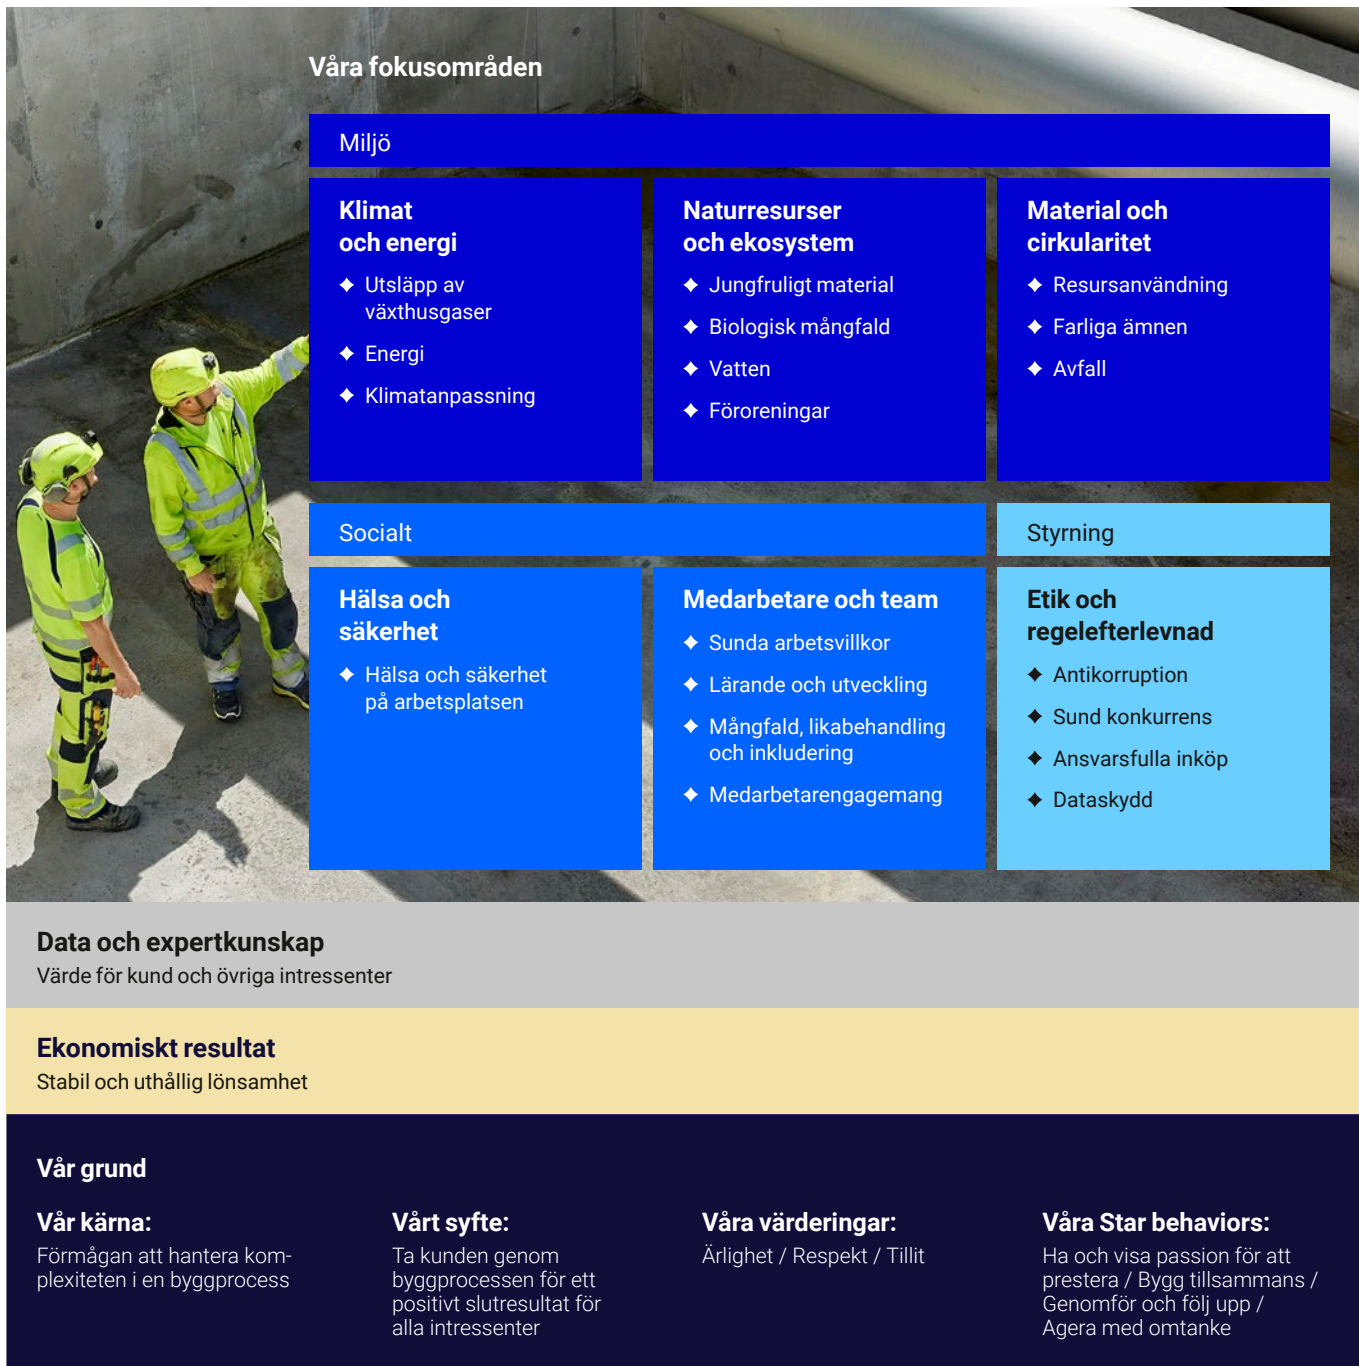 Våra fokusområden
Miljö
Klimat
och energi
Utsläpp av
växthusgaser
Energi
Klimatanpassning
Naturresurser
och ekosystem
Jungfruligt material
Biologisk mångfald
Vatten
Föroreningar
Material och
cirkularitet
Resursanvändning
Farliga ämnen
Avfall
Socialt
Hälsa och
säkerhet
Hälsa och säkerhet
på arbetsplatsen
Medarbetare och team
Sunda arbetsvillkor
Lärande och utveckling
Mångfald, likabehandling
och inkludering
Medarbetarengagemang
Styrning
Etik och
regelefterlevnad
Antikorruption
Sund konkurrens
Ansvarsfulla inköp
Dataskydd
Data och expertkunskap
Värde för kund och övriga intressenter
Ekonomiskt resultat
Stabil och uthållig lönsamhet
Vår grund
Vår kärna:
Förmågan att hantera kom-
plexiteten i en byggprocess
Vårt syfte:
Ta kunden genom
byggprocessen för ett
positivt slutresultat för
alla intressenter
Våra värderingar:
Ärlighet / Respekt / Tillit
Våra Star behaviors:
Ha och visa passion för att
prestera / Bygg tillsammans /
Genomför och följ upp /
Agera med omtanke